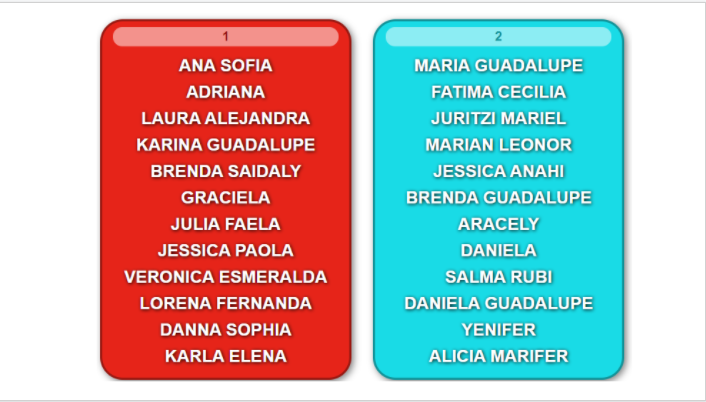 1
ANA SOFIA
ADRIANA
LAURA ALEJANDRA
KARINA GUADALUPE
BRENDA SAIDALY
GRACIELA
JULIA FAELA
JESSICA PAOLA
VERONICA ESMERALDA
LORENA FERNANDA
DANNA SOPHIA
KARLA ELENA
2
MARIA GUADALUPE
FATIMA CECILIA
JURITZI MARIEL
MARIAN LEONOR
JESSICA ANAHI
BRENDA GUADALUPE
ARACELY
DANIELA
SALMA RUBI
DANIELA GUADALUPE
YENIFER
ALICIA MARIFER